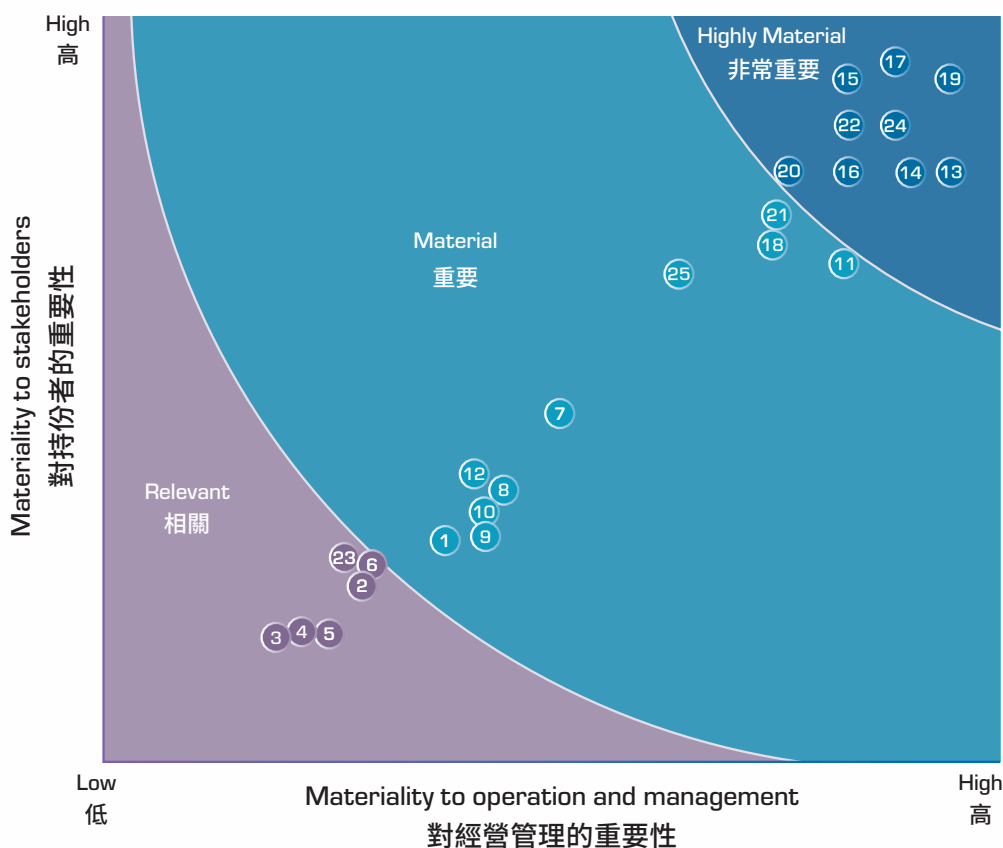 High
高
Highly Material
非常重要
17
15
19
22
24
20
16
14
13
21
18
11
25
Material
重要
Materiality to stakeholders
對持份者的重要性
7
12
8
10
9
1
Relevant
相關
23
6
2
3
4
5
Low
低
High
高
Materiality to operation and management
對經營管理的重要性